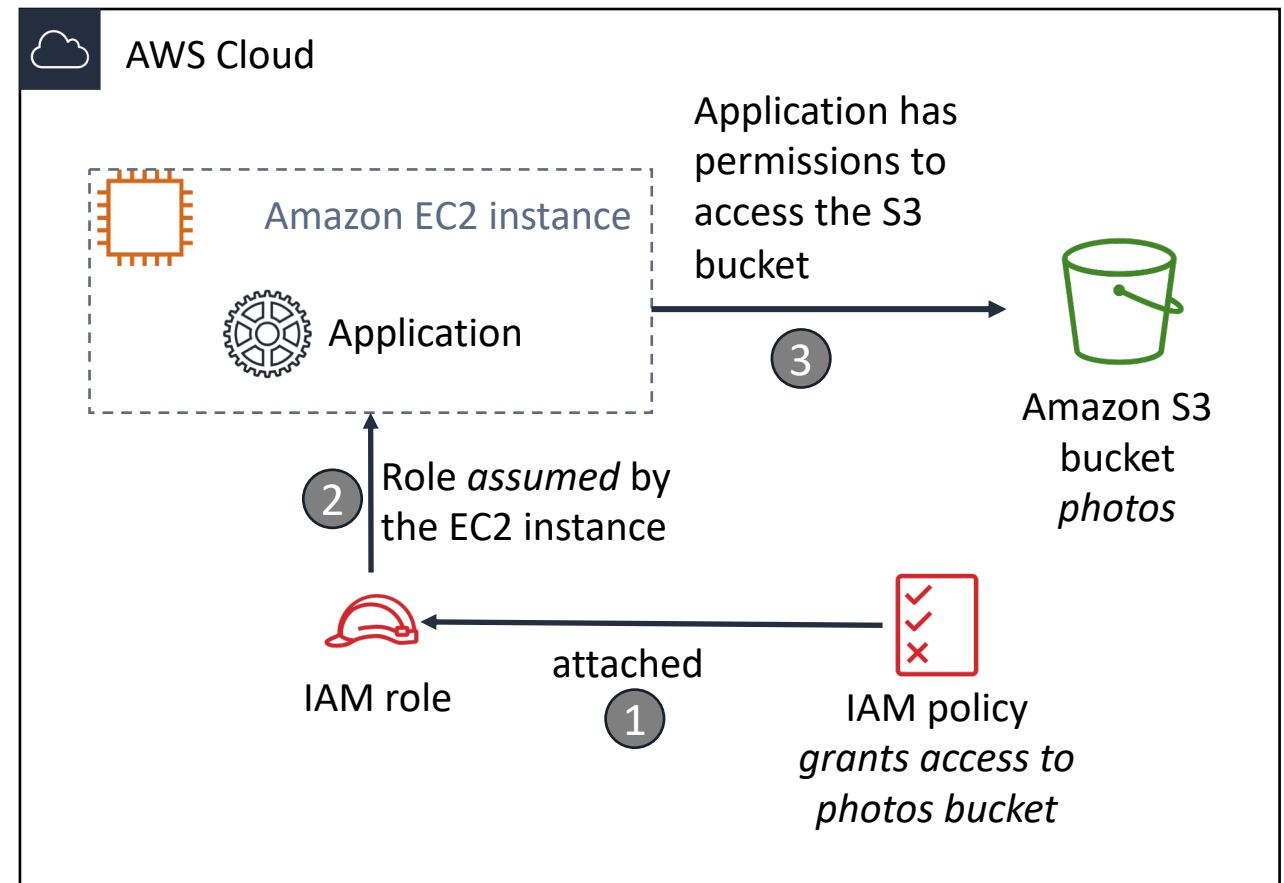 AWS Cloud
Application has
permissions to
access the S3
bucket
Amazon EC2 instance
Application
3
Amazon S3
bucket
photos
2
Role assumed by
the EC2 instance
attached
1
IAM role
IAM policy
grants access to
photos bucket